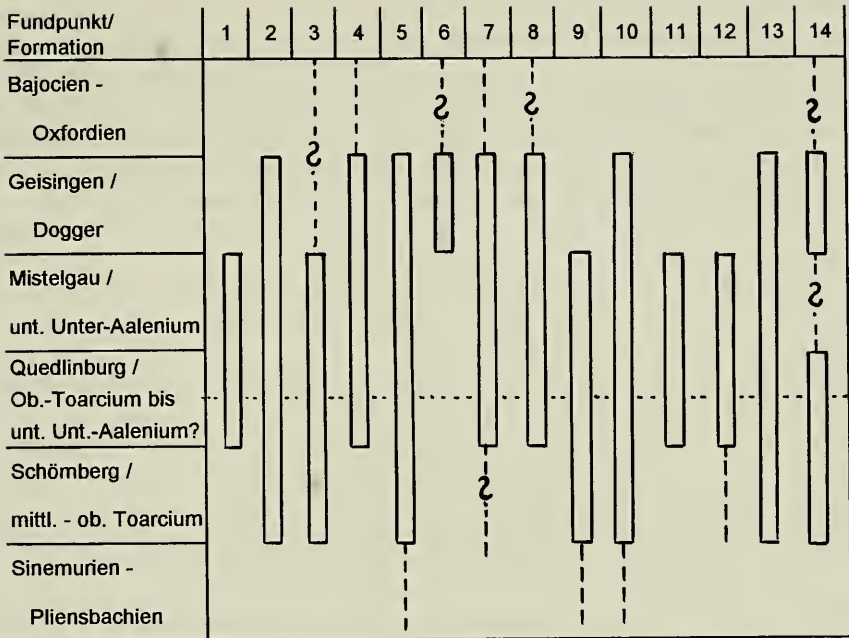 Fundpunkt/
Formation
1 2 3 4 5 6 7 8 9 10 11 12 13 14
Bajocien -
Oxfordien
Geisingen /
Dogger
Mistelgau /
unt. Unter-Aalenium
Quedlinburg /
Ob.-Toarcium bis
unt. Unt.-Aalenium?
Schömberg /
mittl. - ob. Toarcium
Sinemurien -
Pliensbachien